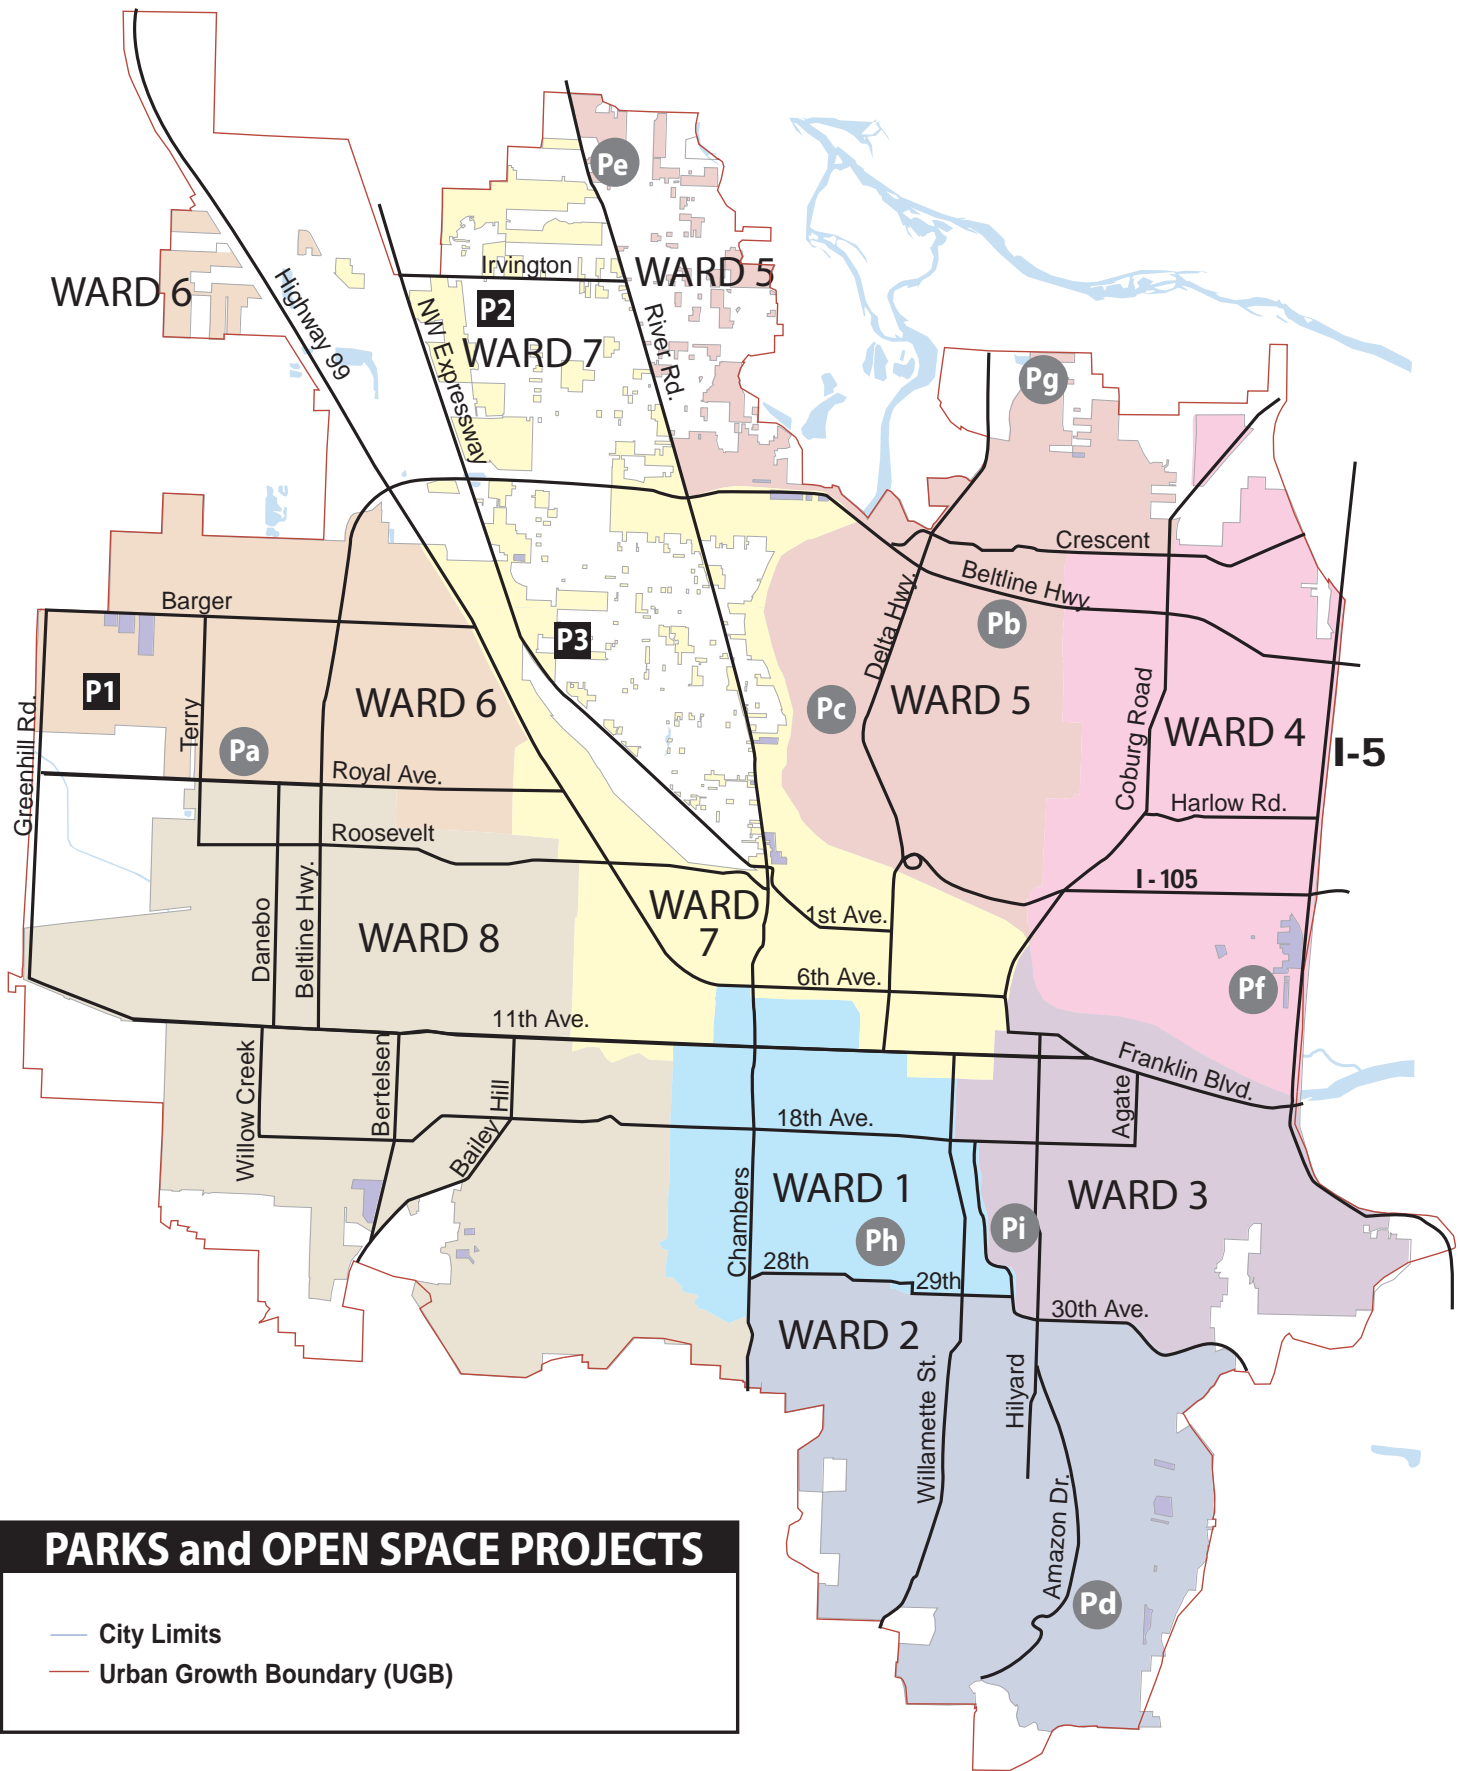 Pe
Irvington
WARD 5
WARD 6
Highway 99
P2
NW Expressway
WARD 7
River Rd.
Pg
Crescent
Beltline Hwy.
Barger
Delta Hwy.
Pb
P3
P1
Greenhill Rd.
Terry
Pa
WARD 6
Pc
WARD 5
Coburg Road
WARD 4
I-5
Royal Ave.
Harlow Rd.
Roosevelt
I - 105
Danebo
Beltline Hwy.
WARD 8
WARD
7
1st Ave.
6th Ave.
Pf
11th Ave.
Willow Creek
Bertelsen
Bailey Hill
Franklin Blvd.
Agate
18th Ave.
Chambers
WARD 1
WARD 3
Ph
Pi
28th
29th
30th Ave.
WARD 2
Willamette St.
Hilyard
Amazon Dr.
Pd
PARKS and OPEN SPACE PROJECTS
City Limits
Urban Growth Boundary (UGB)